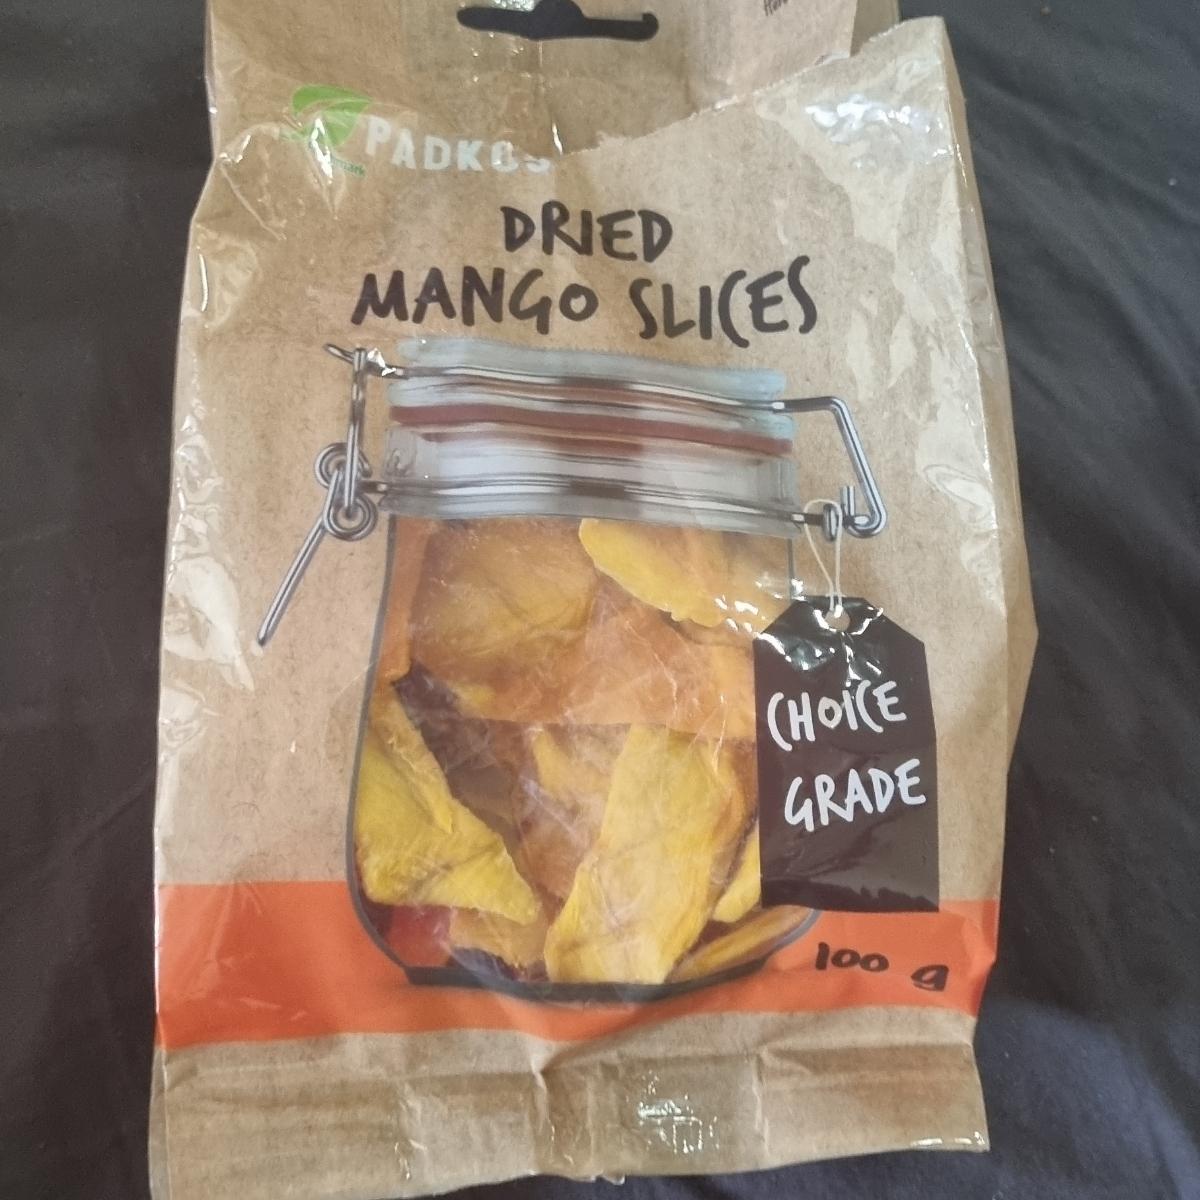 PADKOS
DRIED
MANGO SLICES
CHOICE
GRADE
100 g